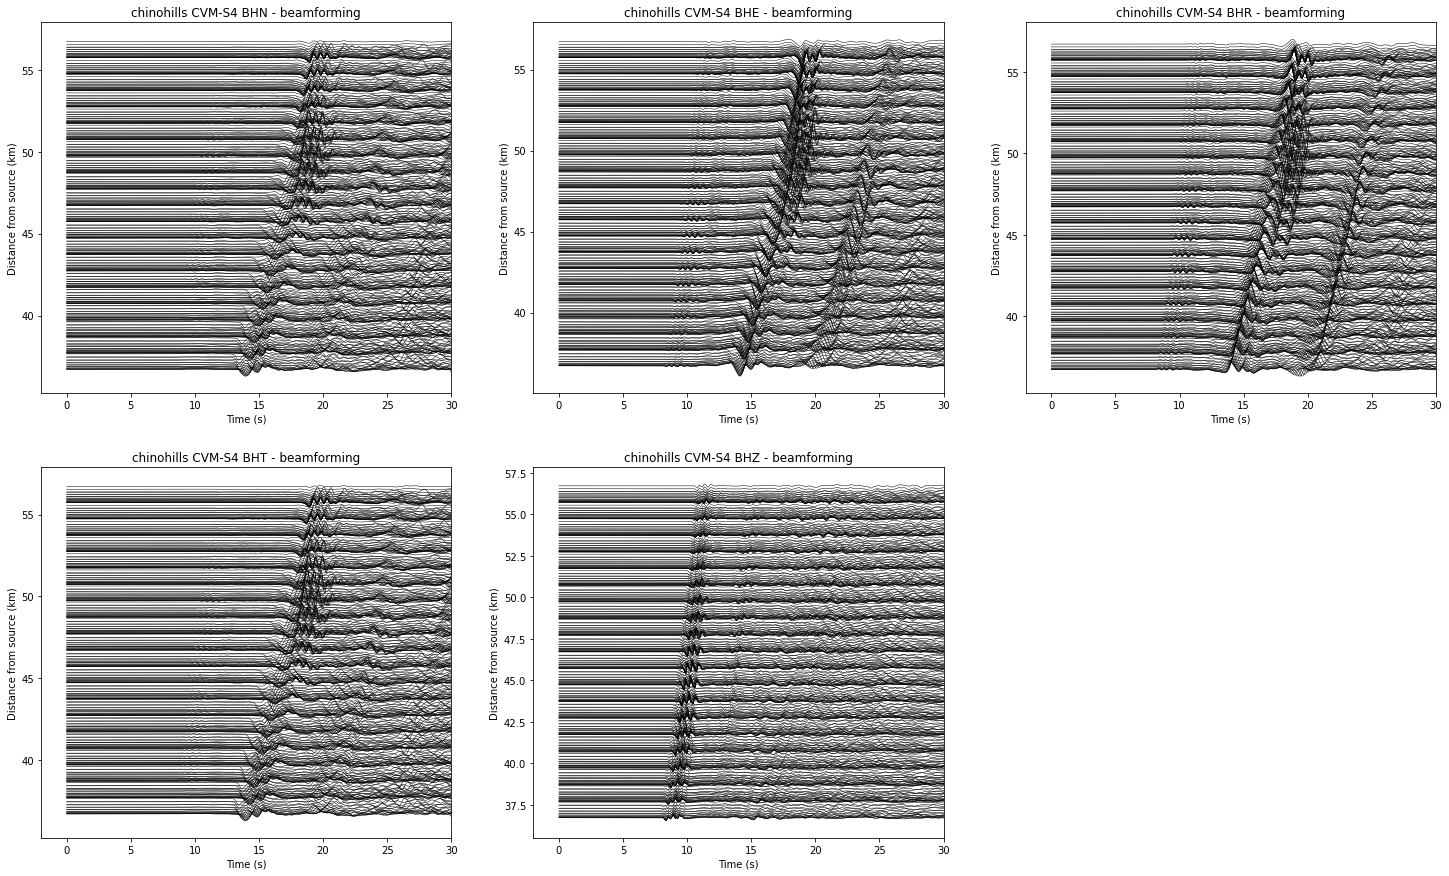 chinohills CVM-S4 BHN - beamforming
55
50
45
40
Distance from source (km)
0 5 10 15 20 25 30
Time (s)
chinohills CVM-S4 BHE - beamforming
55
50
45
40
Distance from source (km)
0 5 10 15 20 25 30
Time (s)
chinohills CVM-S4 BHR - beamforming
55
50
45
40
Distance from source (km)
0 5 10 15 20 25 30
Time (s)
chinohills CVM-S4 BHT - beamforming
55
50
45
40
Distance from source (km)
0 5 10 15 20 25 30
Time (s)
chinohills CVM-S4 BHZ - beamforming
57.5
55.0
52.5
50.0
47.5
45.0
42.5
40.0
37.5
Distance from source (km)
0 5 10 15 20 25 30
Time (s)